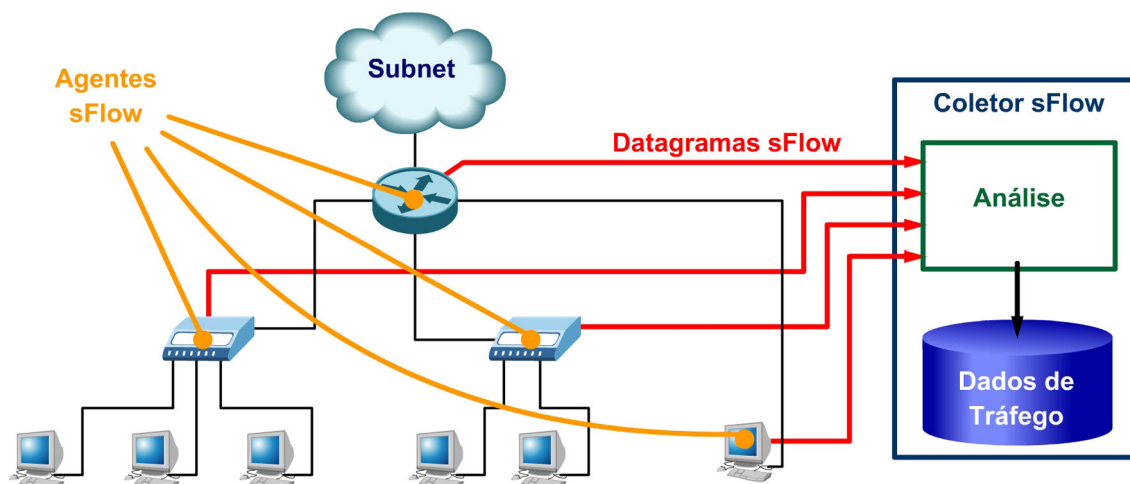 Subnet
Agentes
sFlow
Datagramas sFlow
Coletor sFlow
Análise
Dados de
Tráfego